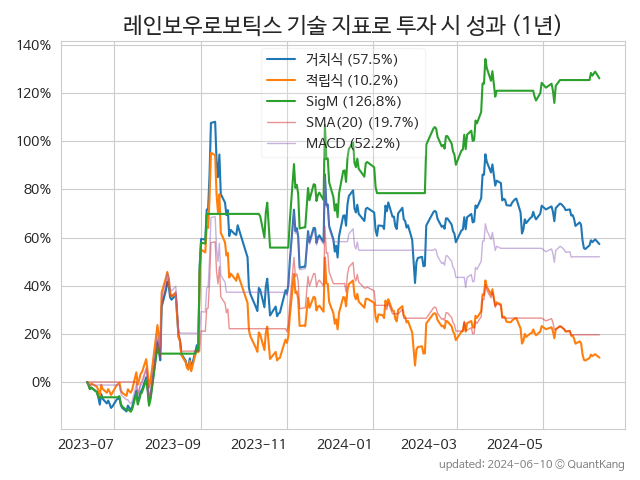 레인보우로보틱스 기술 지표로 투자 시 성과 (1년)
140%
120%
100%
80%
60%
40%
20%
0%
거치식 (57.5%)
적립식 (10.2%)
SigM (126.8%)
SMA(20) (19.7%)
MACD (52.2%)
2023-07
2023-09
2023-11
2024-01
2024-03
2024-05
updated: 2024-06-10 © QuantKang